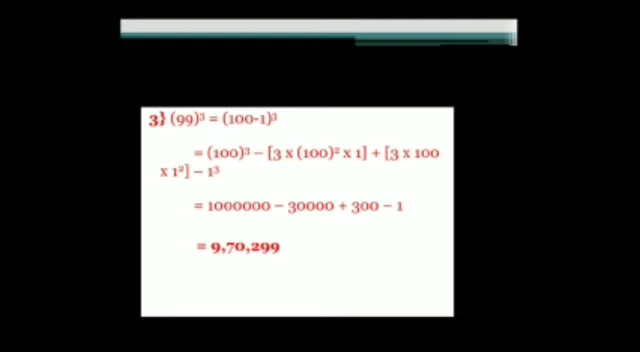 3} (99)³ = (100-1)³
= (100)³ – [3 x (100)² x 1] + [3 x 100
x 1²] – 1³
= 1000000 – 30000 + 300 – 1
= 9,70,299